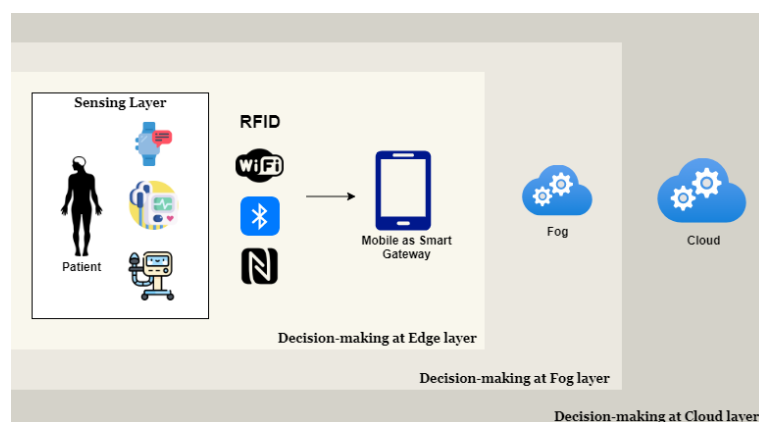 Sensing Layer
RFID
WiFi
Patient
Mobile as Smart
Gateway
Fog
Cloud
Decision-making at Edge layer
Decision-making at Fog layer
Decision-making at Cloud layer